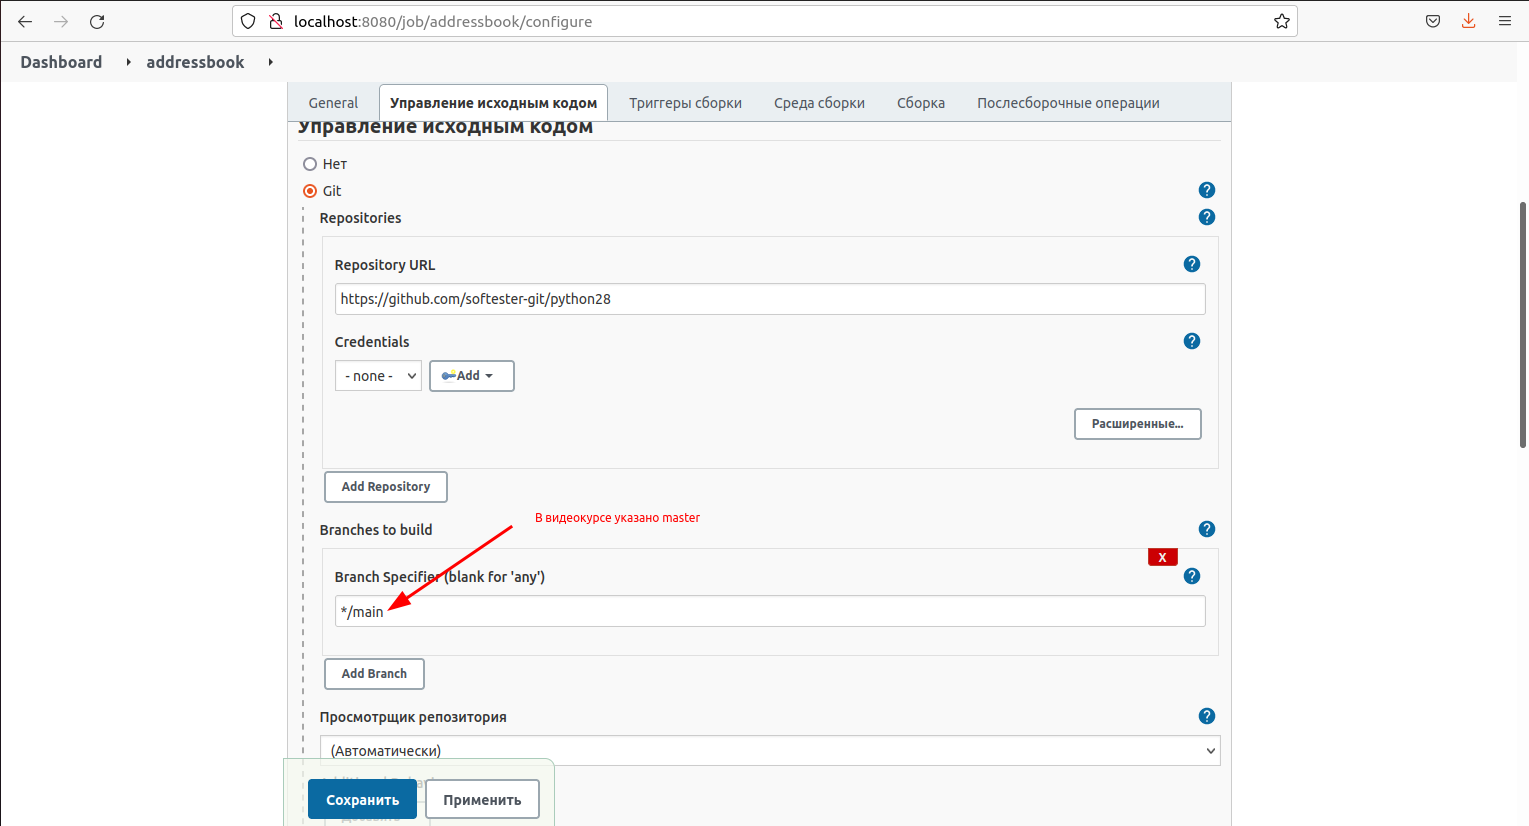 localhost:8080/job/addressbook/configure
Dashboard addressbook
General Управление исходным кодом Триггеры сборки Среда сборки Сборка Послесборочные операции
Управление исходным кодом
Нет
Git
?
Repositories
?
Repository URL
?
https://github.com/softester-git/python28
Credentials
?
- none - Add
Расширенные...
Add Repository
В видеокурсе указано master
Branches to build
?
X
Branch Specifier (blank for 'any')
?
*/main
Add Branch
Просмотрщик репозитория
?
(Автоматически)
Сохранить Применить